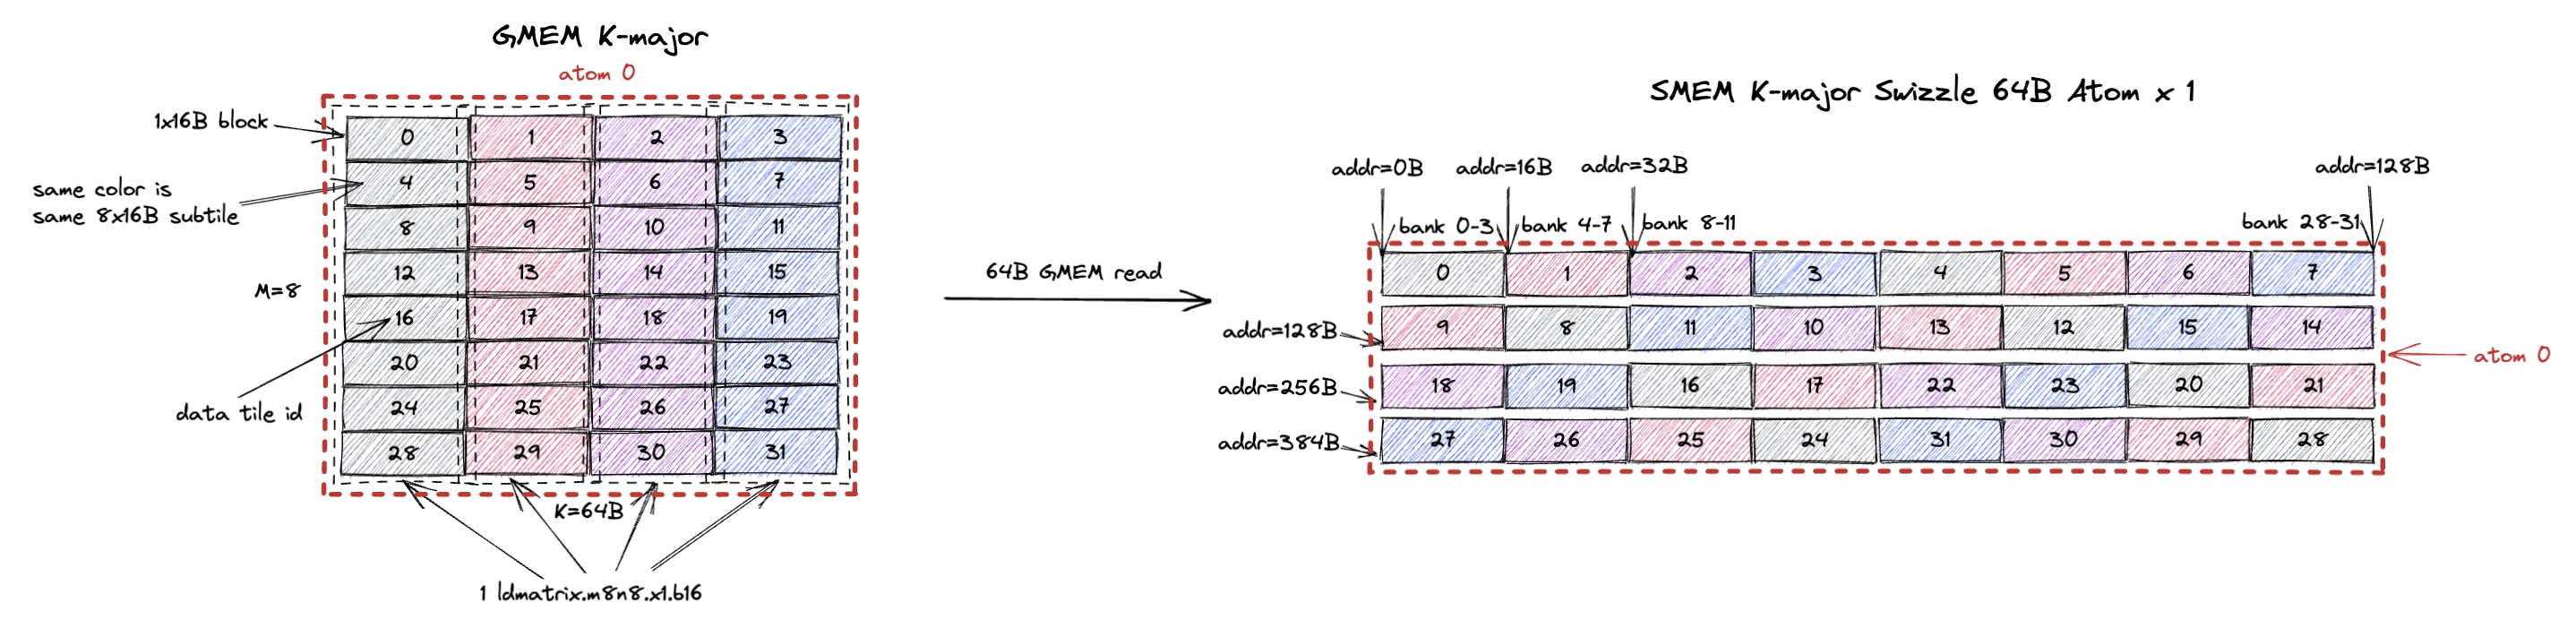 GMEM K-major
atom 0
1x16B block
same color is
same 8x16B subtile
M=8
data tile id
0 1 2 3
4 5 6 7
8 9 10 11
12 13 14 15
16 17 18 19
20 21 22 23
24 25 26 27
28 29 30 31
K=64B
1 ldmatrix.m8n8.x1.b16
64B GMEM read
SMEM K-major Swizzle 64B Atom x 1
addr=0B addr=16B addr=32B addr=128B
bank 0-3 bank 4-7 bank 8-11 bank 28-31
0 1 2 3 4 5 6 7
addr=128B 9 8 11 10 13 12 15 14
addr=256B 18 19 16 17 22 23 20 21
addr=384B 27 26 25 24 31 30 29 28
atom 0